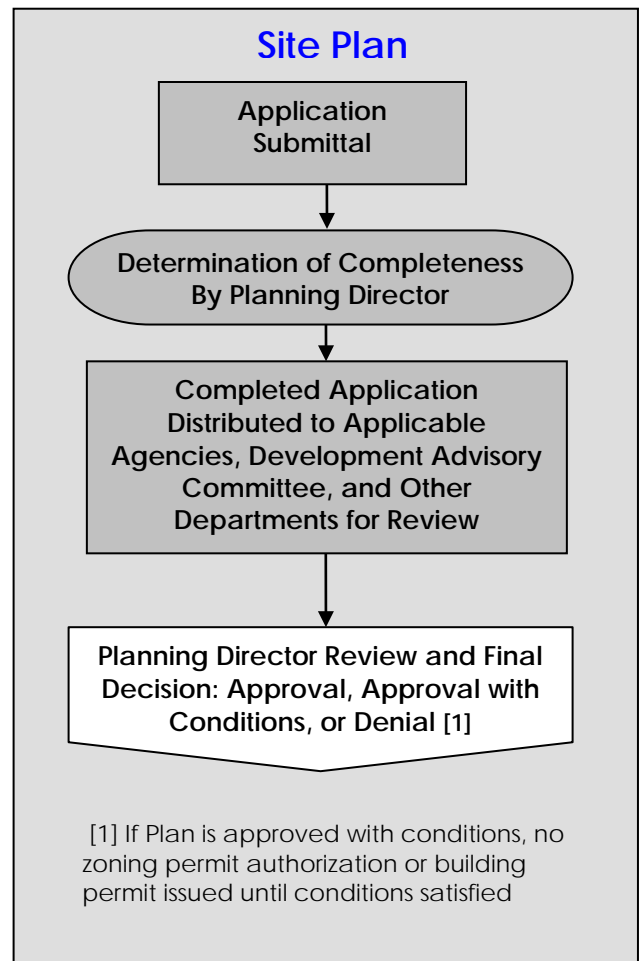 Site Plan
Application
Submittal
Determination of Completeness
By Planning Director
Completed Application
Distributed to Applicable
Agencies, Development Advisory
Committee, and Other
Departments for Review
Planning Director Review and Final
Decision: Approval, Approval with
Conditions, or Denial [1]
[1] If Plan is approved with conditions, no
zoning permit authorization or building
permit issued until conditions satisfied